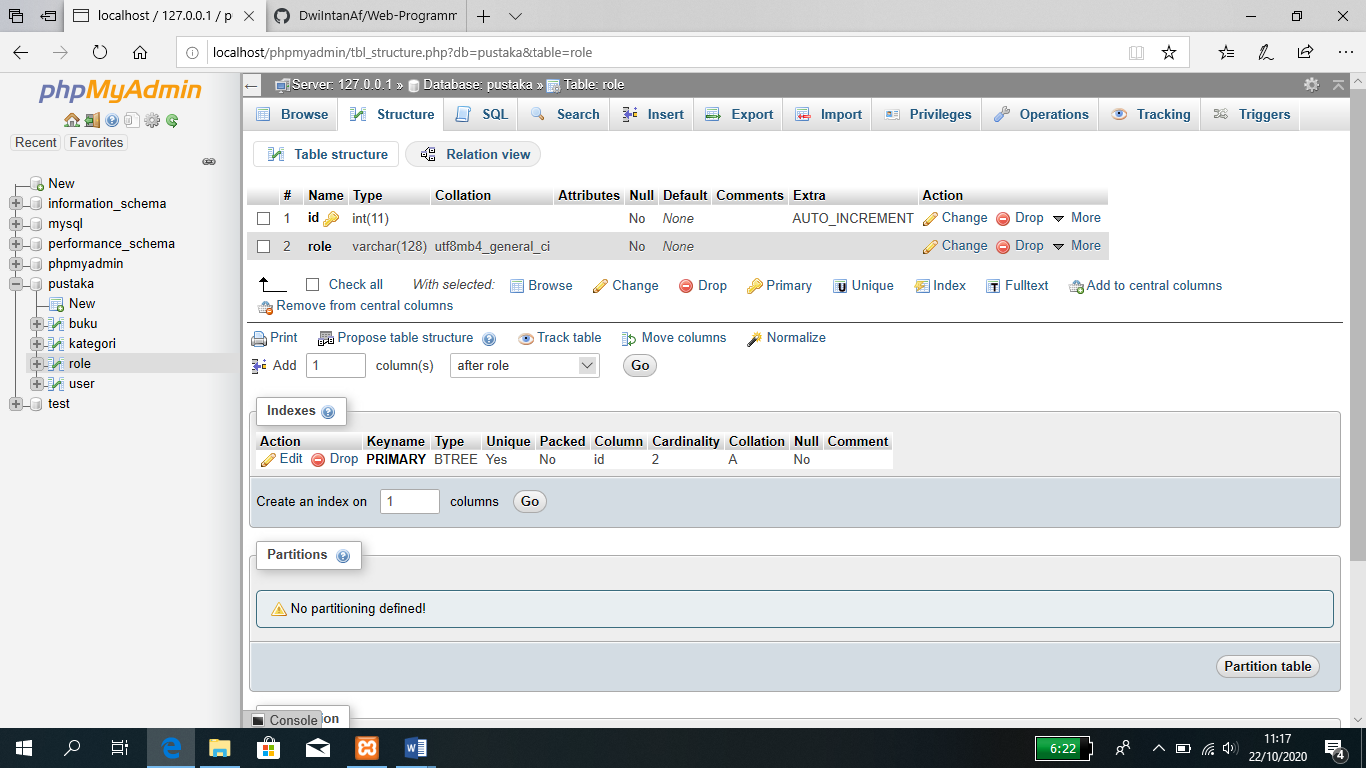 localhost / 127.0.0.1 / p
DwiIntanAf/Web-Programm
localhost/phpmyadmin/tbl_structure.php?db=pustaka&table=role
phpMyAdmin
Recent Favorites
New
information_schema
mysql
performance_schema
phpmyadmin
pustaka
New
buku
kategori
role
user
test
Server: 127.0.0.1 » Database: pustaka » Table: role
Browse Structure SQL Search Insert Export Import Privileges Operations Tracking Triggers
Table structure Relation view
# Name Type Collation Attributes Null Default Comments Extra Action
1 id int(11) No None AUTO_INCREMENT Change Drop More
2 role varchar(128) utf8mb4_general_ci No None Change Drop More
Check all With selected: Browse Change Drop Primary Unique Index Fulltext Add to central columns
Remove from central columns
Print Propose table structure Track table Move columns Normalize
Add 1 column(s) after role Go
Indexes
Action Keyname Type Unique Packed Column Cardinality Collation Null Comment
Edit Drop PRIMARY BTREE Yes No id 2 A No
Create an index on 1 columns Go
Partitions
No partitioning defined!
Partition table
Console
6:22
11:17
22/10/2020
4